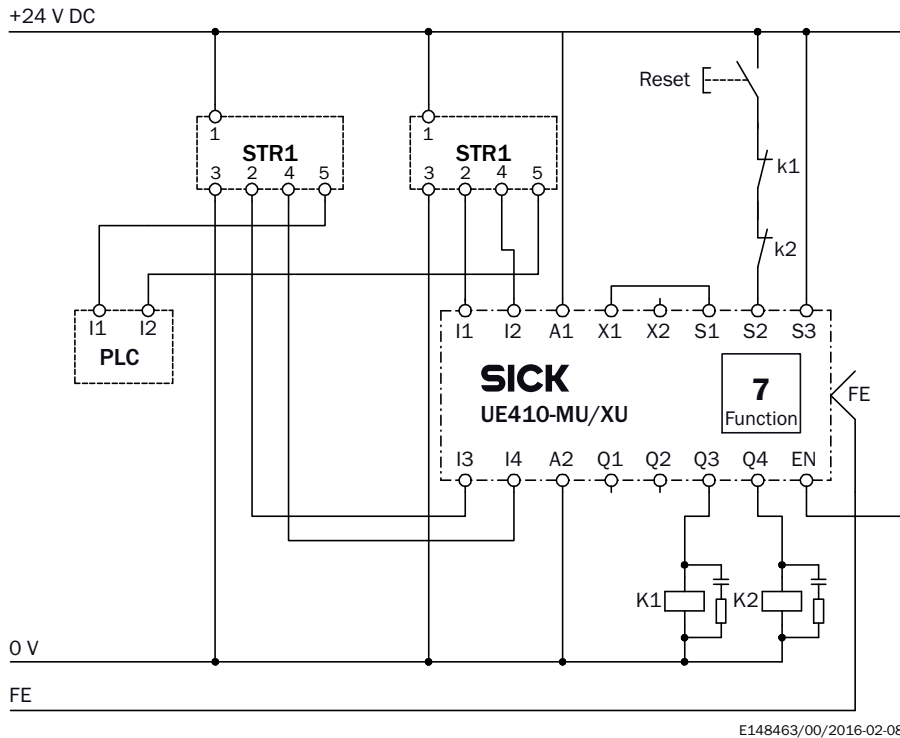 +24 V DC
Reset
1
STR1
3 2 4 5
1
STR1
3 2 4 5
k1
k2
I1 I2
PLC
I1 I2 A1 X1 X2 S1 S2 S3
SICK
UE410-MU/XU
7
Function
FE
I3 I4 A2 Q1 Q2 Q3 Q4 EN
K1 K2
0 V
FE
E148463/00/2016-02-08